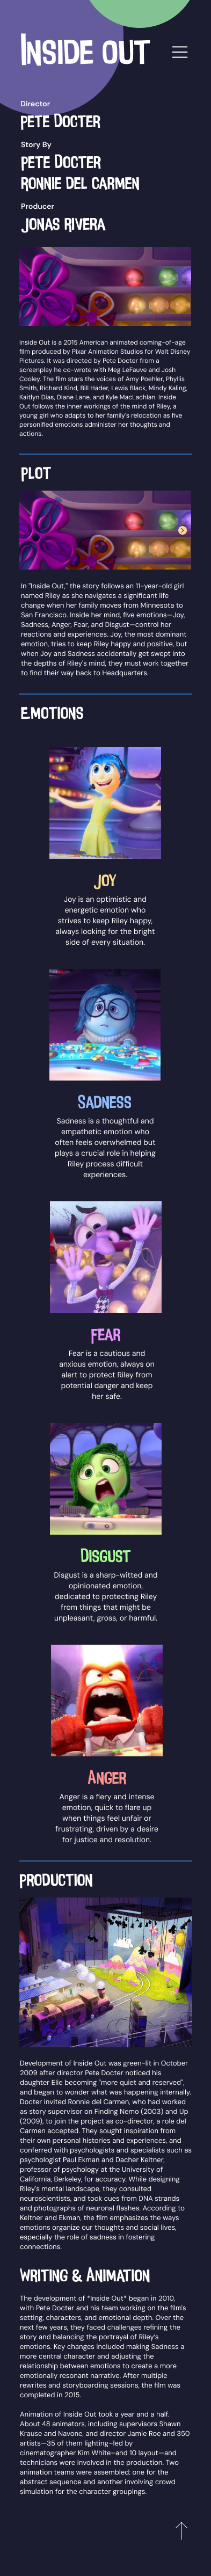 INSIDE OUT
Director
PETE DOCTER
Story By
PETE DOCTER
RONNIE DEL CARMEN
Producer
JONAS RIVERA
Inside Out is a 2015 American animated coming-of-age
film produced by Pixar Animation Studios for Walt Disney
Pictures. It was directed by Pete Docter from a
screenplay he co-wrote with Meg LeFauve and Josh
Cooley. The film stars the voices of Amy Poehler, Phyllis
Smith, Richard Kind, Bill Hader, Lewis Black, Mindy Kaling,
Kaitlyn Dias, Diane Lane, and Kyle MacLachlan. Inside
Out follows the inner workings of the mind of Riley, a
young girl who adapts to her family's relocation as five
personified emotions administer her thoughts and
actions.
PLOT
In "Inside Out," the story follows an 11-year-old girl
named Riley as she navigates a significant life
change when her family moves from Minnesota to
San Francisco. Inside her mind, five emotions—Joy,
Sadness, Anger, Fear, and Disgust—control her
reactions and experiences. Joy, the most dominant
emotion, tries to keep Riley happy and positive, but
when Joy and Sadness accidentally get swept into
the depths of Riley's mind, they must work together
to find their way back to Headquarters.
EMOTIONS
JOY
Joy is an optimistic and
energetic emotion who
strives to keep Riley happy,
always looking for the bright
side of every situation.
SADNESS
Sadness is a thoughtful and
empathetic emotion who
often feels overwhelmed but
plays a crucial role in helping
Riley process difficult
experiences.
FEAR
Fear is a cautious and
anxious emotion, always on
alert to protect Riley from
potential danger and keep
her safe.
DISGUST
Disgust is a sharp-witted and
opinionated emotion,
dedicated to protecting Riley
from things that might be
unpleasant, gross, or harmful.
ANGER
Anger is a fiery and intense
emotion, quick to flare up
when things feel unfair or
frustrating, driven by a desire
for justice and resolution.
PRODUCTION
Development of Inside Out was green-lit in October
2009 after director Pete Docter noticed his
daughter Elie becoming "more quiet and reserved",
and began to wonder what was happening internally.
Docter invited Ronnie del Carmen, who had worked
as story supervisor on Finding Nemo (2003) and Up
(2009), to join the project as co-director, a role del
Carmen accepted. They sought inspiration from
their own personal histories and experiences, and
conferred with psychologists and specialists such as
psychologist Paul Ekman and Dacher Keltner,
professor of psychology at the University of
California, Berkeley, for accuracy. While designing
Riley's mental landscape, they consulted
neuroscientists, and took cues from DNA strands
and photographs of neuronal flashes. According to
Keltner and Ekman, the film emphasizes the ways
emotions organize our thoughts and social lives,
especially the role of sadness in fostering
connections.
WRITING & ANIMATION
The development of *Inside Out* began in 2010,
with Pete Docter and his team working on the film's
setting, characters, and emotional depth. Over the
next few years, they faced challenges refining the
story and balancing the portrayal of Riley's
emotions. Key changes included making Sadness a
more central character and adjusting the
relationship between emotions to create a more
emotionally resonant narrative. After multiple
rewrites and storyboarding sessions, the film was
completed in 2015.
Animation of Inside Out took a year and a half.
About 48 animators, including supervisors Shawn
Krause and Navone, and director Jamie Roe and 350
artists—35 of them lighting–led by
cinematographer Kim White–and 10 layout—and
technicians were involved in the production. Two
animation teams were assembled: one for the
abstract sequence and another involving crowd
simulation for the character groupings.